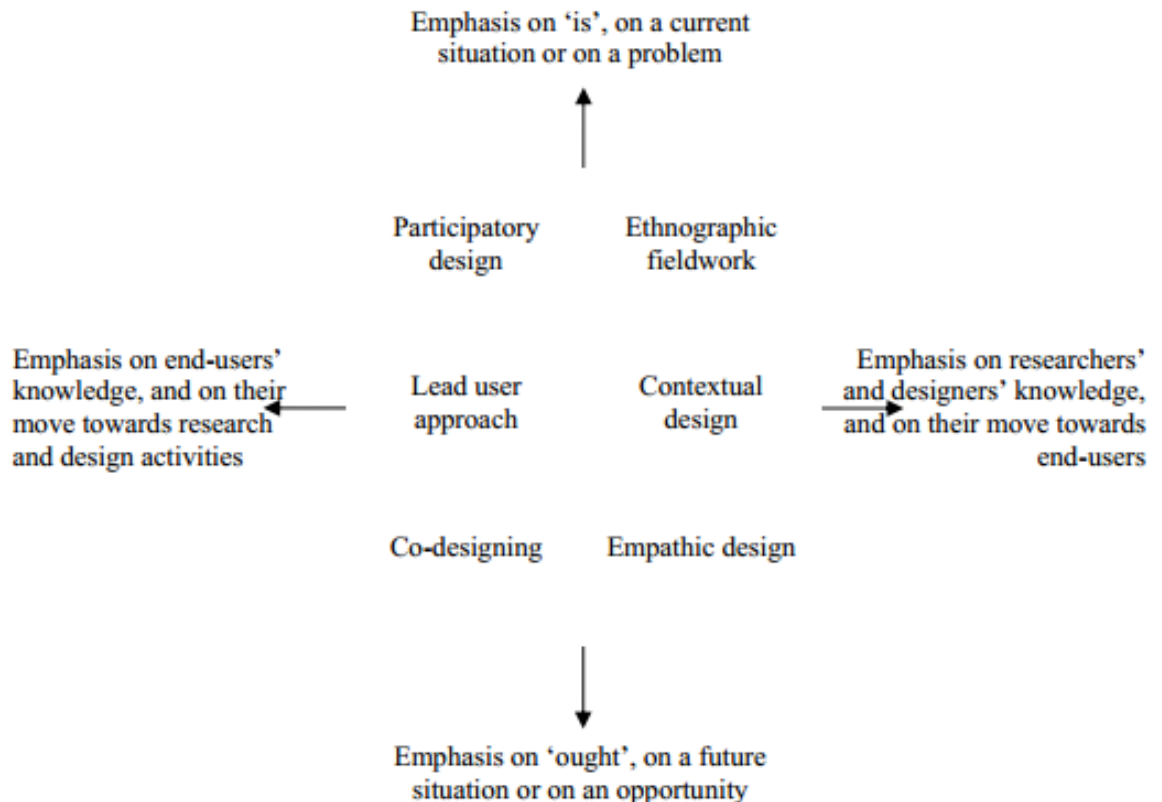 Emphasis on ‘is’, on a current
situation or on a problem
Participatory
design
Ethnographic
fieldwork
Emphasis on end-users’
knowledge, and on their
move towards research
and design activities
Lead user
approach
Contextual
design
Emphasis on researchers’
and designers’ knowledge,
and on their move towards
end-users
Co-designing
Empathic design
Emphasis on ‘ought’, on a future
situation or on an opportunity